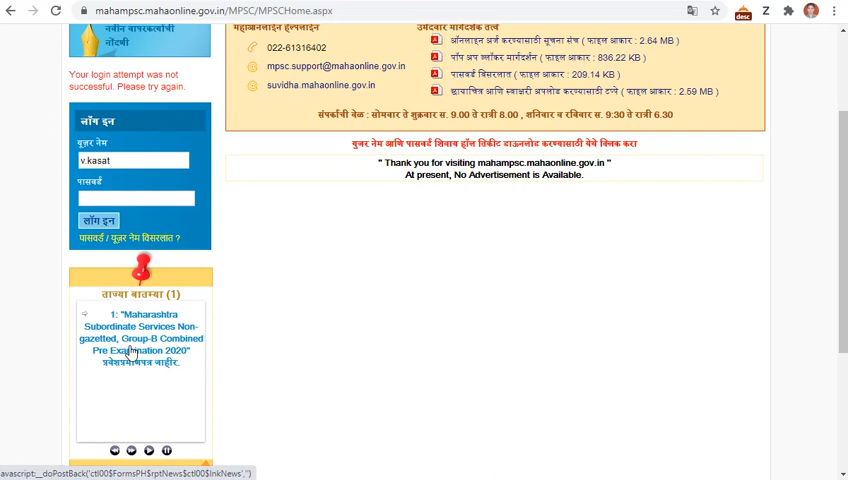 mahampsc.mahaonline.gov.in/MPSC/MPSCHome.aspx
desc
Z
नवीन वापरकर्त्याची
नोंदणी
Your login attempt was not
successful. Please try again.
लॉग इन
यूज़र नेम
v.kasat
पासवर्ड
लॉग इन
पासवर्ड / यूज़र नेम विसरलात ?
ताज्या बातम्या (1)
1: "Maharashtra
Subordinate Services Non-
gazetted, Group-B Combined
Pre Examination 2020"
प्रवेशप्रमाणपत्र जाहीर.
महाऑनलाईन हेल्पलाईन
022-61316402
mpsc.support@mahaonline.gov.in
suvidha.mahaonline.gov.in
उमेदवार मार्गदर्शक तत्वे
ऑनलाईन अर्ज करण्यासाठी सूचना संच ( फाइल आकार : 2.64 MB )
पॉप अप ब्लॉकर मार्गदर्शन ( फाइल आकार : 836.22 KB )
पासवर्ड विसरलात ( फाइल आकार : 209.14 KB )
छायाचित्र आणि स्वाक्षरी अपलोड करण्यासाठी टप्पे ( फाइल आकार : 2.59 MB )
संपर्काची वेळ : सोमवार ते शुक्रवार स. 9.00 ते रात्री 8.00 , शनिवार व रविवार स. 9:30 ते रात्री 6.30
युजर नेम आणि पासवर्ड शिवाय हॉल तिकीट डाऊनलोड करण्यासाठी येथे क्लिक करा
" Thank you for visiting mahampsc.mahaonline.gov.in "
At present, No Advertisement is Available.
avascript:__doPostBack('ctl00$FormsPH$rptNews$ctl00$lnkNews','')